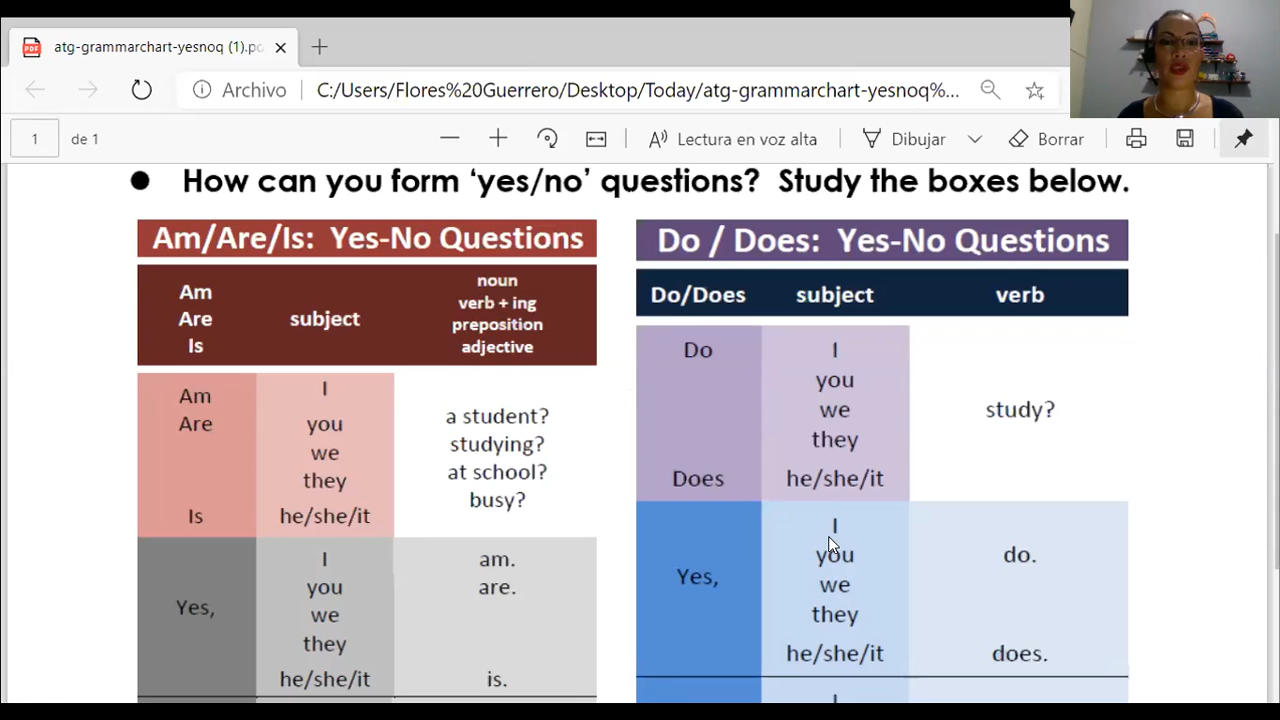 atg-grammarchart-yesnoq (1).pd
Archivo
C:/Users/Flores%20Guerrero/Desktop/Today/atg-grammarchart-yesnoq%...
1 de 1
Lectura en voz alta
Dibujar
Borrar
● How can you form ‘yes/no’ questions? Study the boxes below.
Am/Are/Is: Yes-No Questions
Am
Are
Is
subject
noun
verb + ing
preposition
adjective
Am
Are
Is
I
you
we
they
he/she/it
a student?
studying?
at school?
busy?
Yes,
I
you
we
they
he/she/it
am.
are.
is.
Do / Does: Yes-No Questions
Do/Does
subject
verb
Do
Does
I
you
we
they
he/she/it
study?
Yes,
I
you
we
they
he/she/it
do.
does.